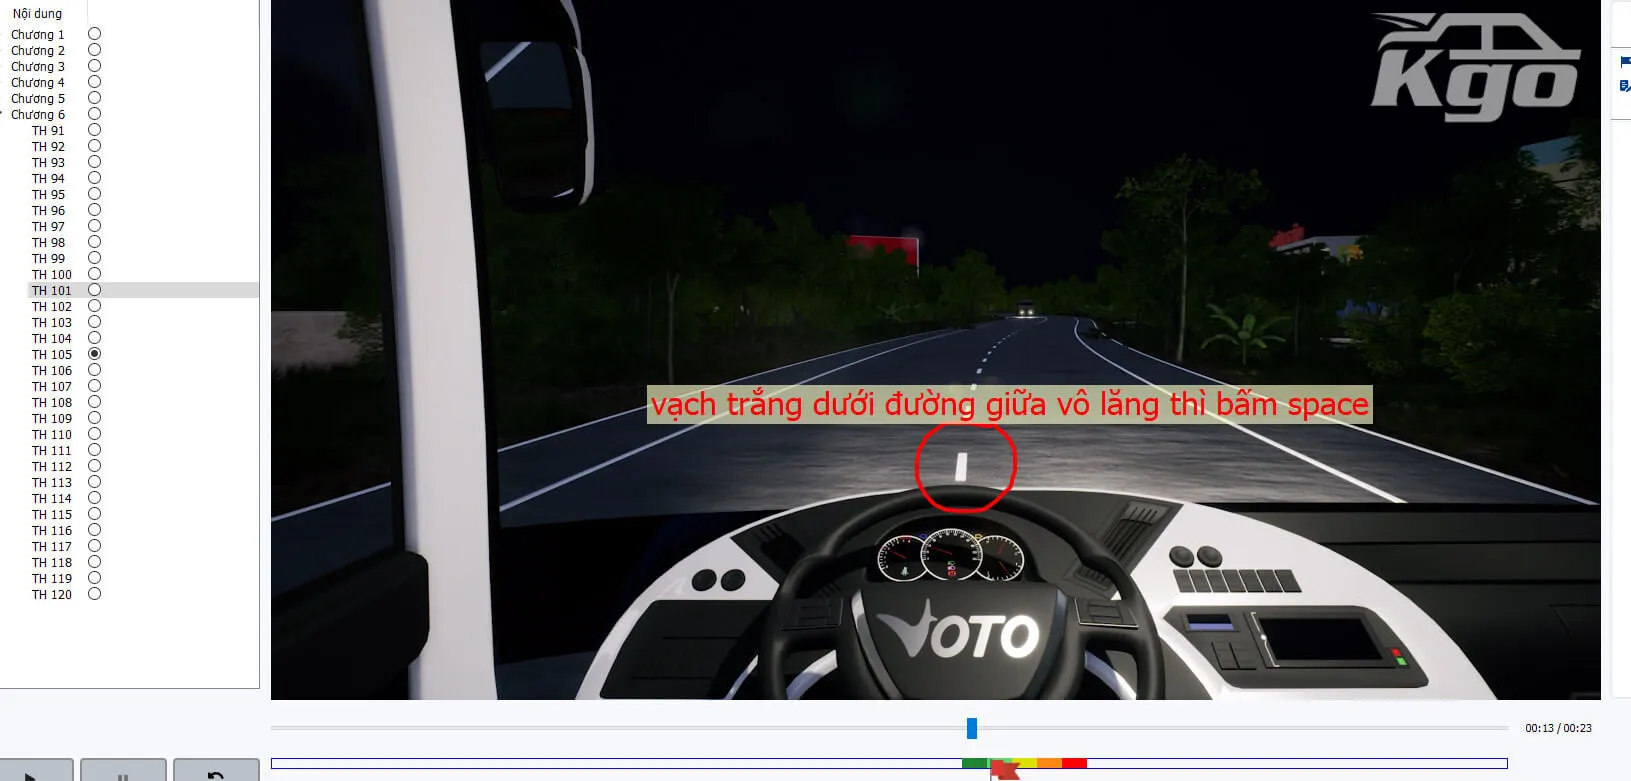 Nội dung
Chương 1
Chương 2
Chương 3
Chương 4
Chương 5
Chương 6
TH 91
TH 92
TH 93
TH 94
TH 95
TH 96
TH 97
TH 98
TH 99
TH 100
TH 101
TH 102
TH 103
TH 104
TH 105
TH 106
TH 107
TH 108
TH 109
TH 110
TH 111
TH 112
TH 113
TH 114
TH 115
TH 116
TH 117
TH 118
TH 119
TH 120
Kgo
vạch trắng dưới đường giữa vô lăng thì bấm space
VOTO
00:13 / 00:23